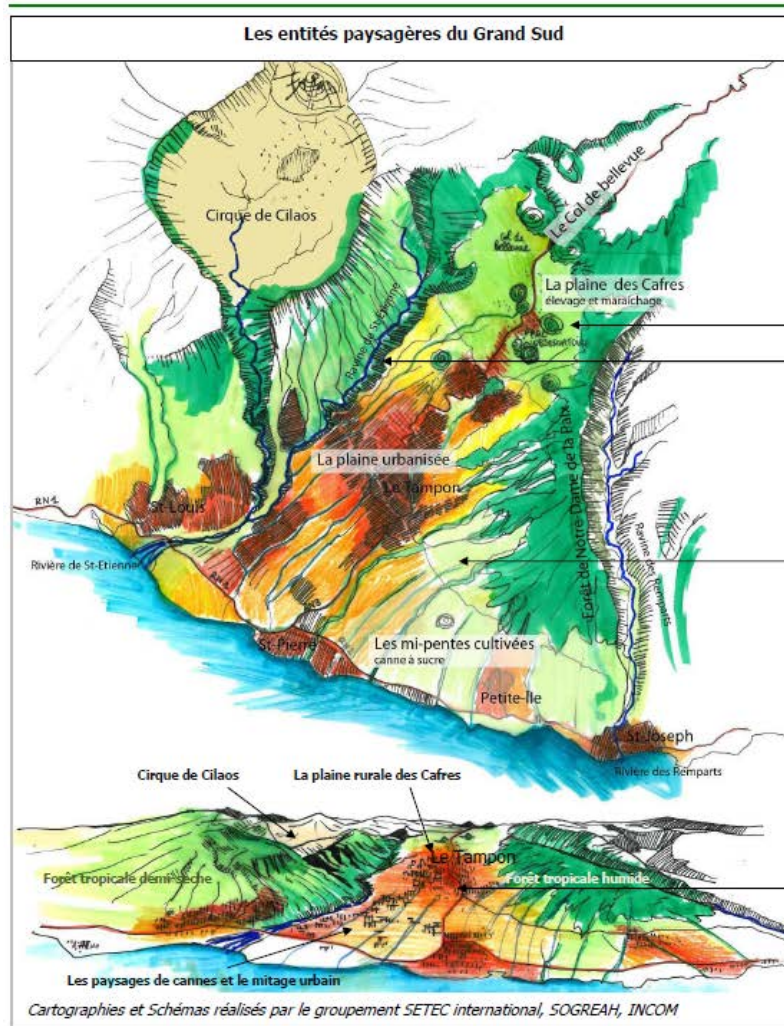 Les entités paysagères du Grand Sud
Cirque de Cilaos
Le Col de bellevue
Col de
bellevue
La plaine des Cafres
élevage et maraîchage
Ravine de St-Etienne
La plaine urbanisée
Le Tampon
RN1
St-Louis
Rivière de St-Etienne
Forêt de Notre Dame de la Paix
Ravine des Remparts
St-Pierre
Les mi-pentes cultivées
canne à sucre
Petite-Île
St-Joseph
Rivière des Remparts
Cirque de Cilaos
La plaine rurale des Cafres
Le Tampon
Forêt tropicale demi-sèche
Forêt tropicale humide
Les paysages de cannes et le mitage urbain
Cartographies et Schémas réalisés par le groupement SETEC international, SOGREAH, INCOM